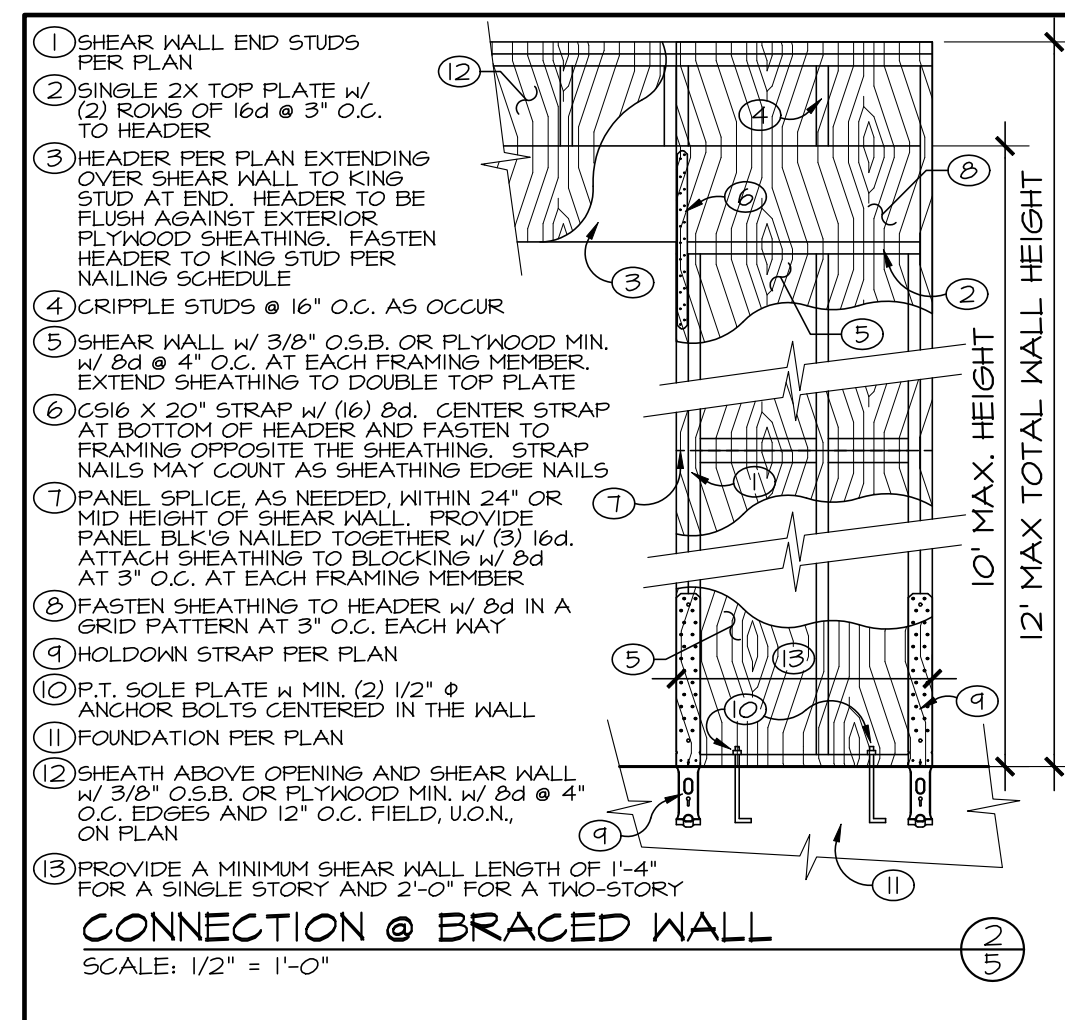 1 SHEAR WALL END STUDS
PER PLAN
2 SINGLE 2X TOP PLATE w/
(2) ROWS OF 16d @ 3" O.C.
TO HEADER
3 HEADER PER PLAN EXTENDING
OVER SHEAR WALL TO KING
STUD AT END. HEADER TO BE
FLUSH AGAINST EXTERIOR
PLYWOOD SHEATHING. FASTEN
HEADER TO KING STUD PER
NAILING SCHEDULE
4 CRIPPLE STUDS @ 16" O.C. AS OCCUR
5 SHEAR WALL w/ 3/8" O.S.B. OR PLYWOOD MIN.
w/ 8d @ 4" O.C. AT EACH FRAMING MEMBER.
EXTEND SHEATHING TO DOUBLE TOP PLATE
6 CS16 X 20" STRAP w/ (16) 8d. CENTER STRAP
AT BOTTOM OF HEADER AND FASTEN TO
FRAMING OPPOSITE THE SHEATHING. STRAP
NAILS MAY COUNT AS SHEATHING EDGE NAILS
7 PANEL SPLICE, AS NEEDED, WITHIN 24" OR
MID HEIGHT OF SHEAR WALL. PROVIDE
PANEL BLK'G NAILED TOGETHER w/ (3) 16d.
ATTACH SHEATHING TO BLOCKING w/ 8d
AT 3" O.C. AT EACH FRAMING MEMBER
8 FASTEN SHEATHING TO HEADER w/ 8d IN A
GRID PATTERN AT 3" O.C. EACH WAY
9 HOLDOWN STRAP PER PLAN
10 P.T. SOLE PLATE w MIN. (2) 1/2" Φ
ANCHOR BOLTS CENTERED IN THE WALL
11 FOUNDATION PER PLAN
12 SHEATH ABOVE OPENING AND SHEAR WALL
w/ 3/8" O.S.B. OR PLYWOOD MIN. w/ 8d @ 4"
O.C. EDGES AND 12" O.C. FIELD, U.O.N.,
ON PLAN
13 PROVIDE A MINIMUM SHEAR WALL LENGTH OF 1'-4"
FOR A SINGLE STORY AND 2'-0" FOR A TWO-STORY
12
4
8
6
3
2
5
1
7
5
13
10
9
9
11
10' MAX. HEIGHT
12' MAX TOTAL WALL HEIGHT
CONNECTION @ BRACED WALL
SCALE: 1/2" = 1'-0"
2
5